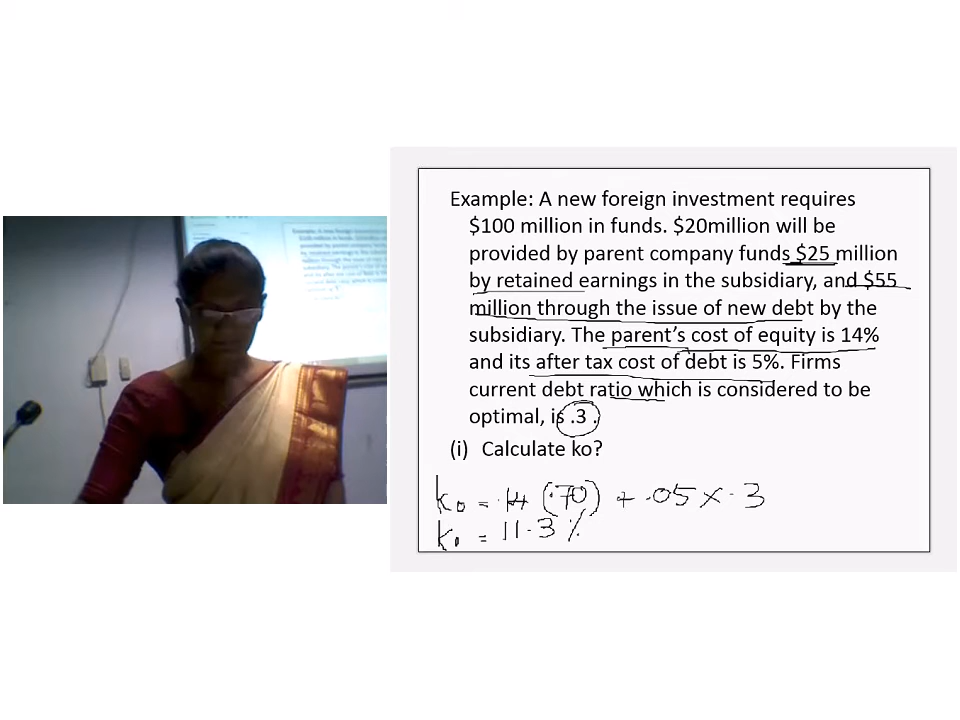 Example: A new foreign investment requires
$100 million in funds. $20million will be
provided by parent company funds $25 million
by retained earnings in the subsidiary, and $55
million through the issue of new debt by the
subsidiary. The parent's cost of equity is 14%
and its after tax cost of debt is 5%. Firms
current debt ratio which is considered to be
optimal, is .3 .
(i) Calculate ko?
ko = .14 (.70) + .05 x .3
ko = 11.3 %